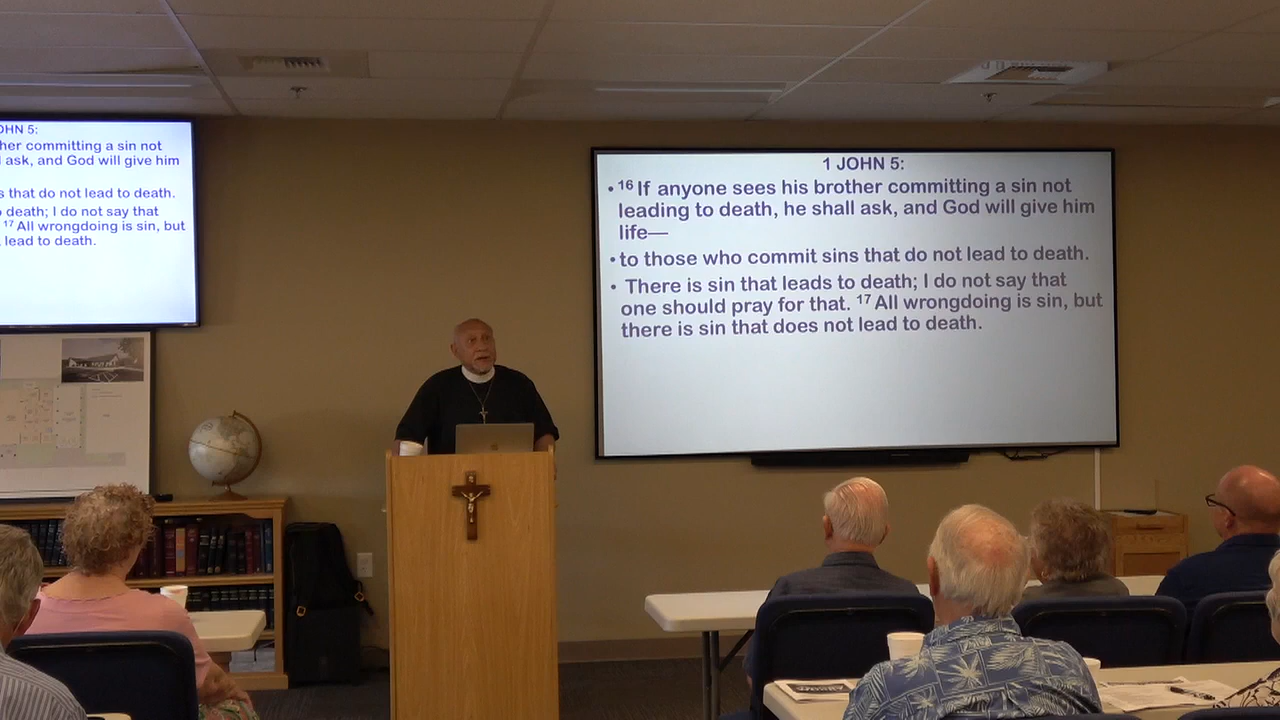 OHN 5:
her committing a sin not
ask, and God will give him
s that do not lead to death.
death; I do not say that
17 All wrongdoing is sin, but
lead to death.
1 JOHN 5:
• 16 If anyone sees his brother committing a sin not
leading to death, he shall ask, and God will give him
life—
• to those who commit sins that do not lead to death.
• There is sin that leads to death; I do not say that
one should pray for that. 17 All wrongdoing is sin, but
there is sin that does not lead to death.